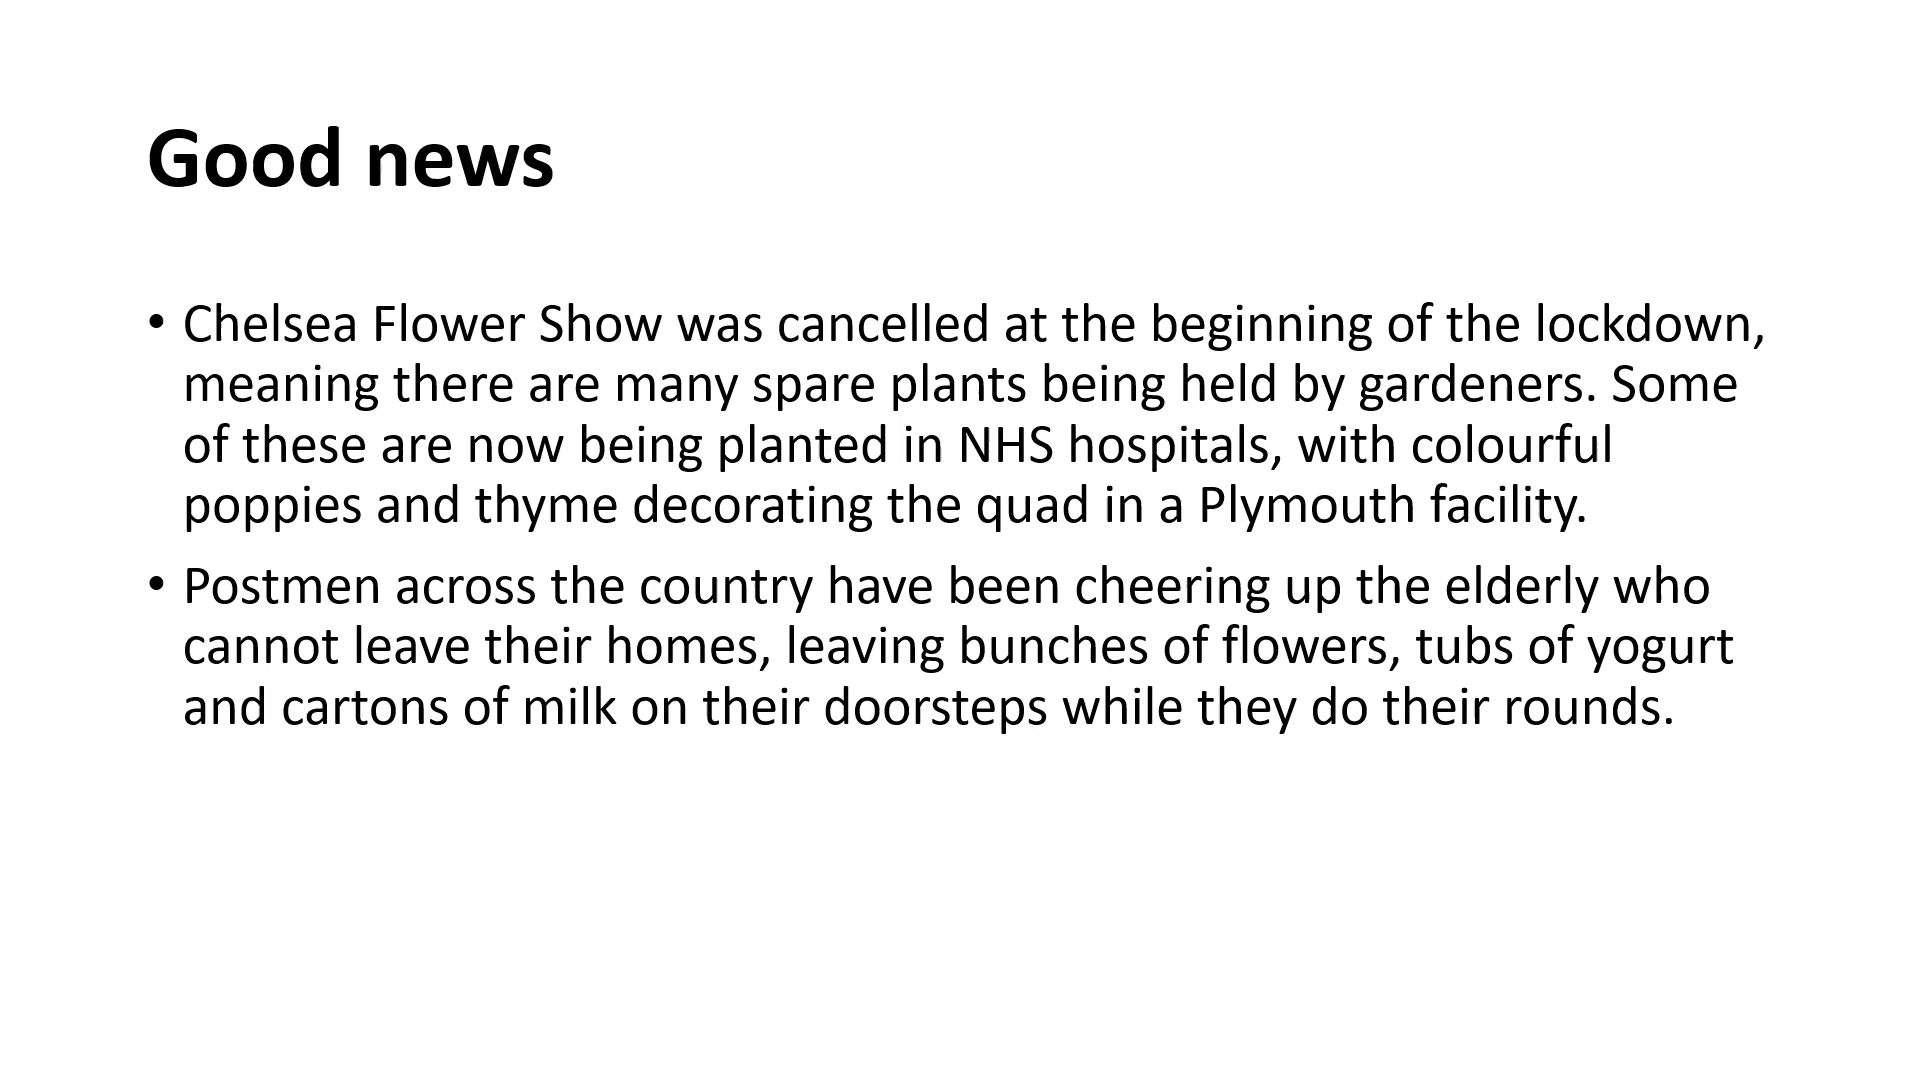 Good news
• Chelsea Flower Show was cancelled at the beginning of the lockdown,
meaning there are many spare plants being held by gardeners. Some
of these are now being planted in NHS hospitals, with colourful
poppies and thyme decorating the quad in a Plymouth facility.
• Postmen across the country have been cheering up the elderly who
cannot leave their homes, leaving bunches of flowers, tubs of yogurt
and cartons of milk on their doorsteps while they do their rounds.